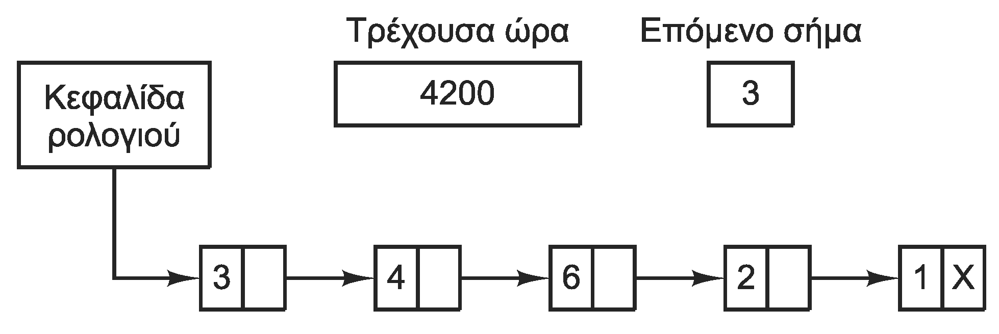 Τρέχουσα ώρα
Επόμενο σήμα
Κεφαλίδα
ρολογιού
4200
3
3
4
6
2
1 X